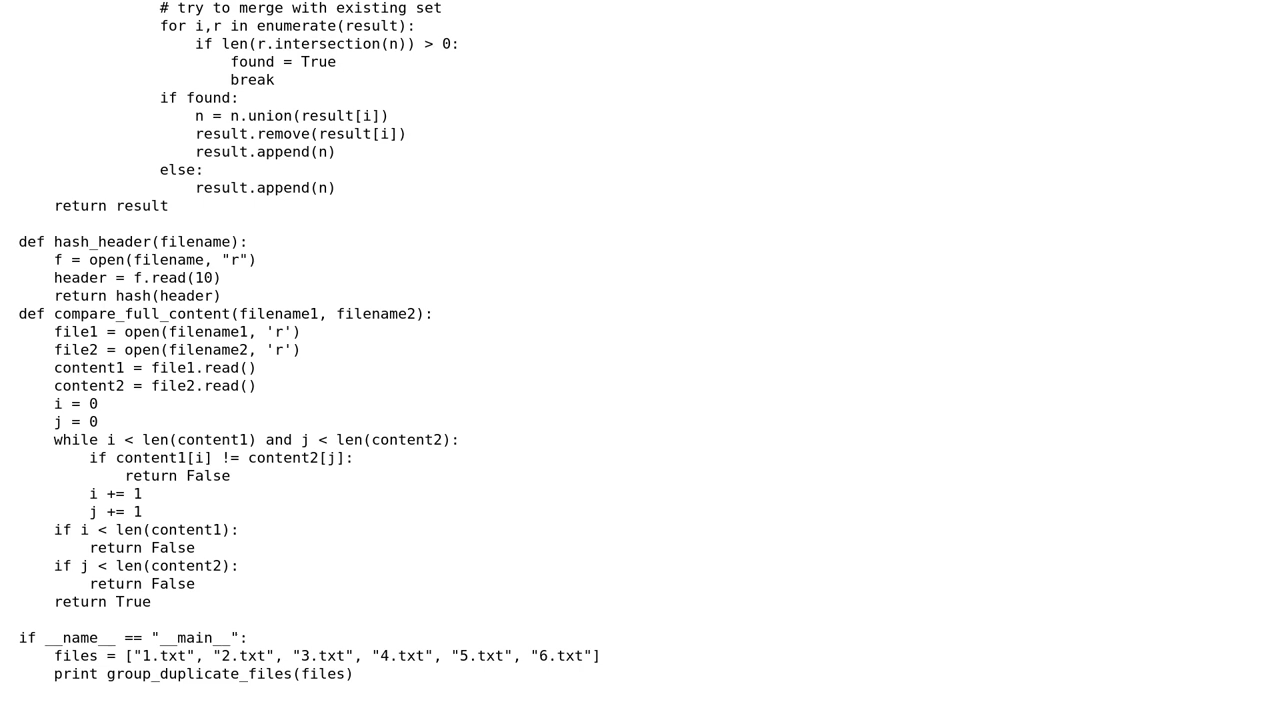 # try to merge with existing set
for i,r in enumerate(result):
if len(r.intersection(n)) > 0:
found = True
break
if found:
n = n.union(result[i])
result.remove(result[i])
result.append(n)
else:
result.append(n)
return result
def hash_header(filename):
f = open(filename, "r")
header = f.read(10)
return hash(header)
def compare_full_content(filename1, filename2):
file1 = open(filename1, 'r')
file2 = open(filename2, 'r')
content1 = file1.read()
content2 = file2.read()
i = 0
j = 0
while i < len(content1) and j < len(content2):
if content1[i] != content2[j]:
return False
i += 1
j += 1
if i < len(content1):
return False
if j < len(content2):
return False
return True
if __name__ == "__main__":
files = ["1.txt", "2.txt", "3.txt", "4.txt", "5.txt", "6.txt"]
print group_duplicate_files(files)